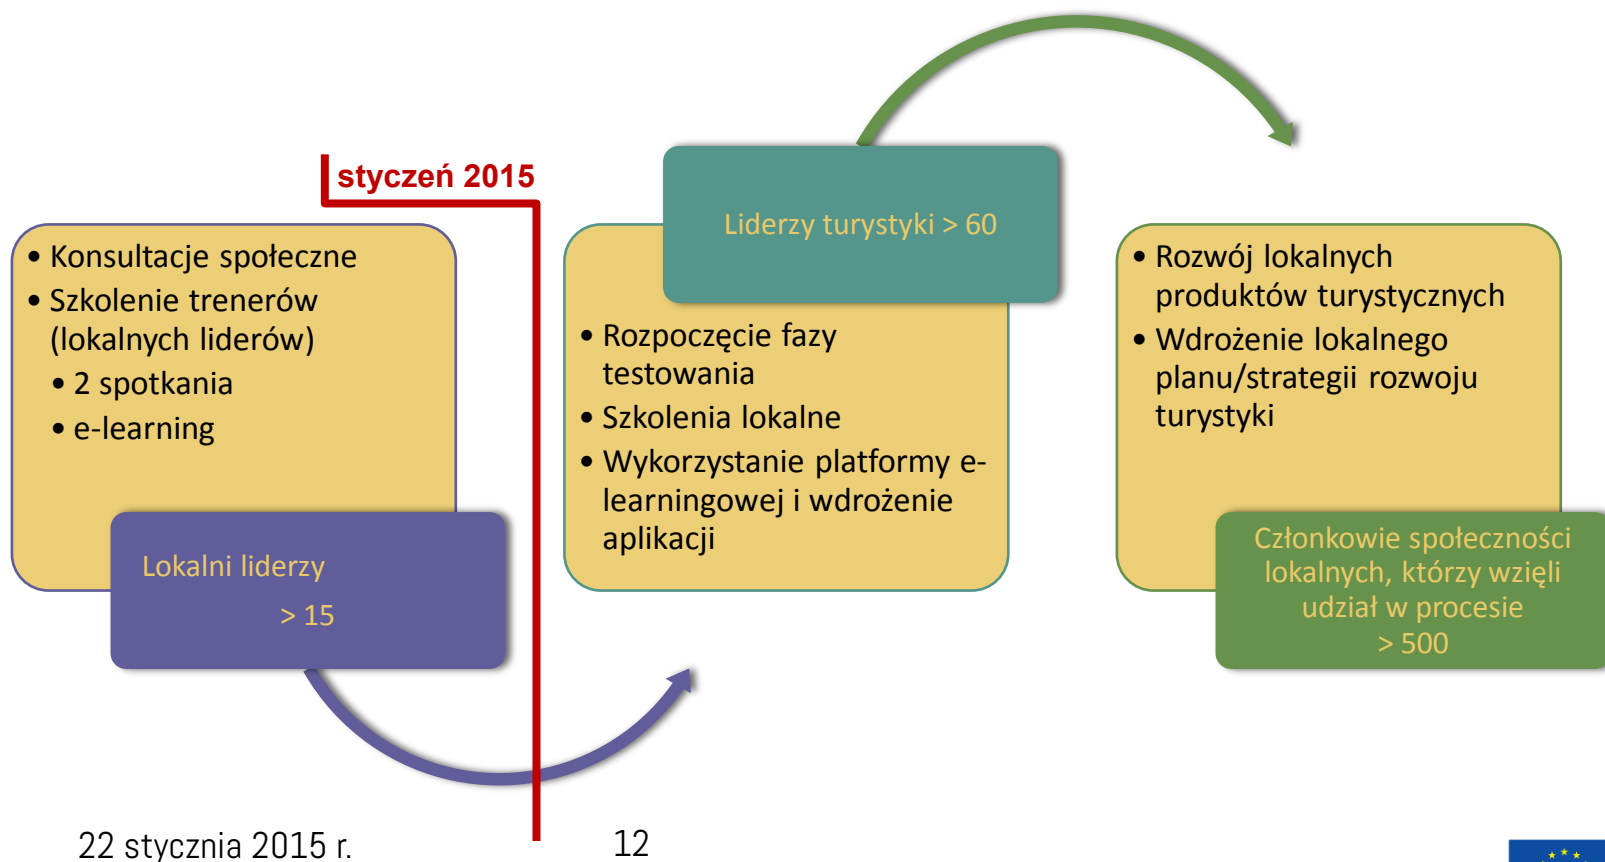 styczeń 2015
• Konsultacje społeczne
• Szkolenie trenerów
(lokalnych liderów)
• 2 spotkania
• e-learning
Lokalni liderzy
> 15
Liderzy turystyki > 60
• Rozpoczęcie fazy
testowania
• Szkolenia lokalne
• Wykorzystanie platformy e-
learningowej i wdrożenie
aplikacji
• Rozwój lokalnych
produktów turystycznych
• Wdrożenie lokalnego
planu/strategii rozwoju
turystyki
Członkowie społeczności
lokalnych, którzy wzięli
udział w procesie
> 500
22 stycznia 2015 r.
12